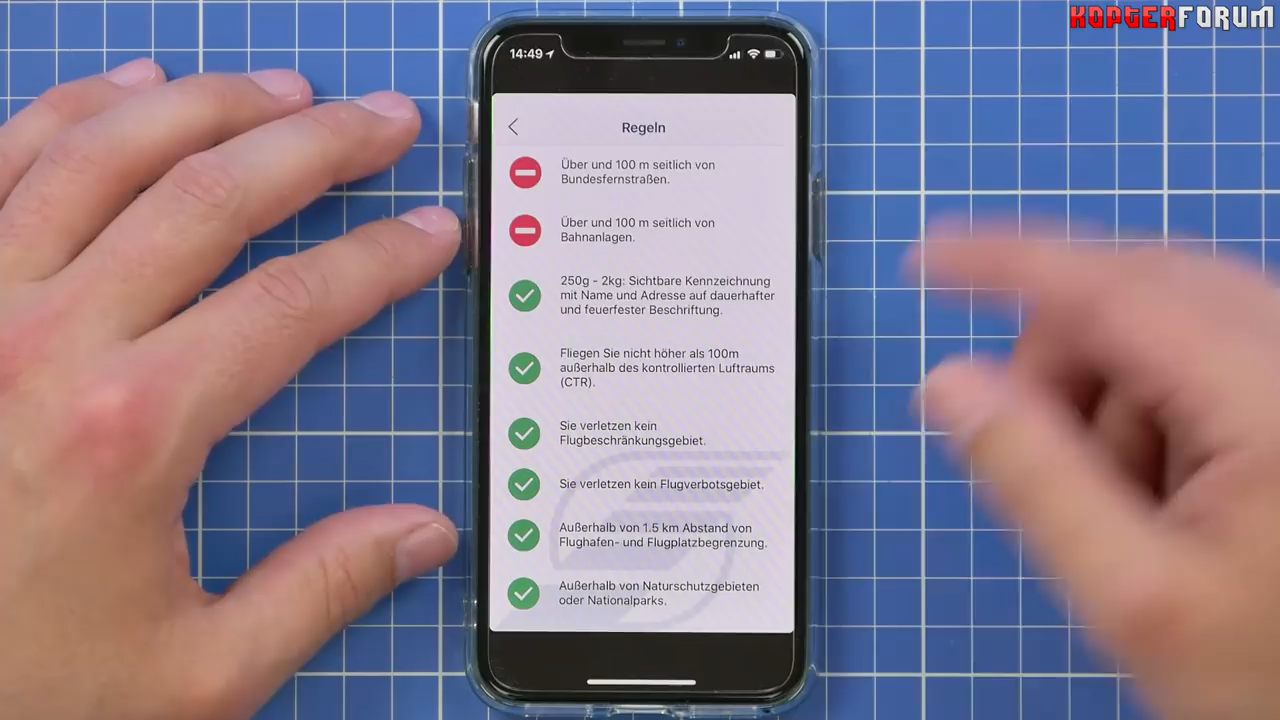 KOPTERFORUM
14:49
Regeln
Über und 100 m seitlich von
Bundesfernstraßen.
Über und 100 m seitlich von
Bahnanlagen.
250g - 2kg: Sichtbare Kennzeichnung
mit Name und Adresse auf dauerhafter
und feuerfester Beschriftung.
Fliegen Sie nicht höher als 100m
außerhalb des kontrollierten Luftraums
(CTR).
Sie verletzen kein
Flugbeschränkungsgebiet.
Sie verletzen kein Flugverbotsgebiet.
Außerhalb von 1.5 km Abstand von
Flughafen- und Flugplatzbegrenzung.
Außerhalb von Naturschutzgebieten
oder Nationalparks.